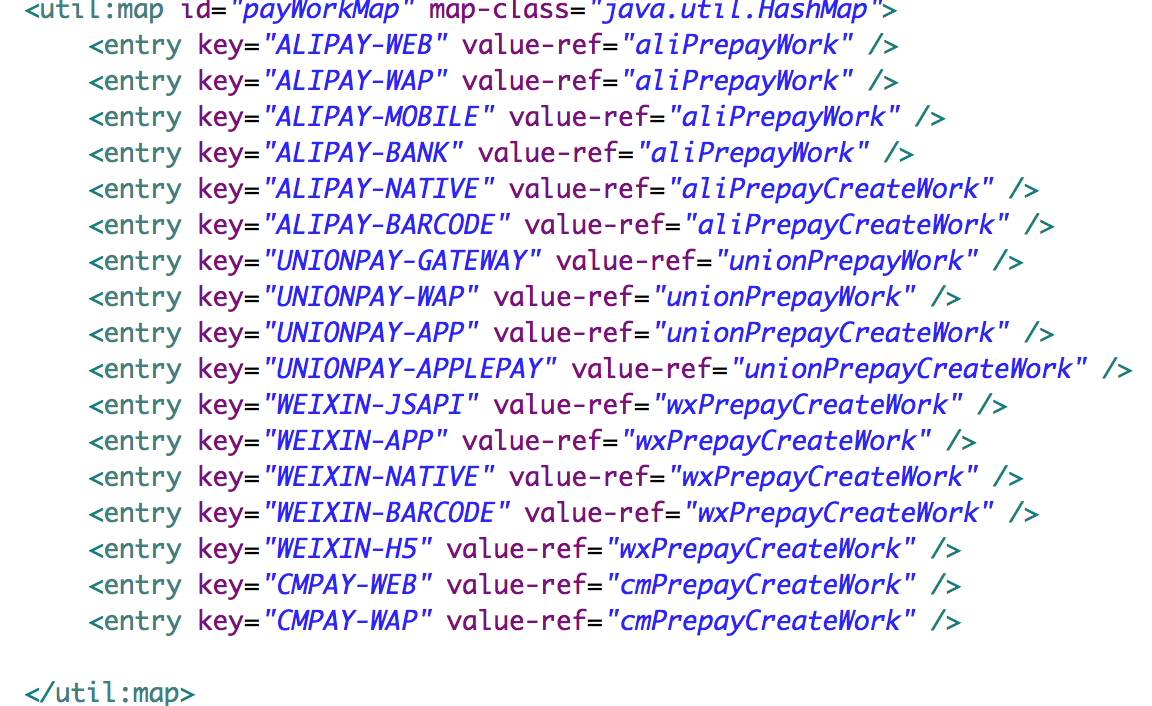 <util:map id="payWorkMap" map-class="java.util.HashMap">
<entry key="ALIPAY-WEB" value-ref="aliPrepayWork" />
<entry key="ALIPAY-WAP" value-ref="aliPrepayWork" />
<entry key="ALIPAY-MOBILE" value-ref="aliPrepayWork" />
<entry key="ALIPAY-BANK" value-ref="aliPrepayWork" />
<entry key="ALIPAY-NATIVE" value-ref="aliPrepayCreateWork" />
<entry key="ALIPAY-BARCODE" value-ref="aliPrepayCreateWork" />
<entry key="UNIONPAY-GATEWAY" value-ref="unionPrepayWork" />
<entry key="UNIONPAY-WAP" value-ref="unionPrepayWork" />
<entry key="UNIONPAY-APP" value-ref="unionPrepayCreateWork" />
<entry key="UNIONPAY-APPLEPAY" value-ref="unionPrepayCreateWork" />
<entry key="WEIXIN-JSAPI" value-ref="wxPrepayCreateWork" />
<entry key="WEIXIN-APP" value-ref="wxPrepayCreateWork" />
<entry key="WEIXIN-NATIVE" value-ref="wxPrepayCreateWork" />
<entry key="WEIXIN-BARCODE" value-ref="wxPrepayCreateWork" />
<entry key="WEIXIN-H5" value-ref="wxPrepayCreateWork" />
<entry key="CMPAY-WEB" value-ref="cmPrepayCreateWork" />
<entry key="CMPAY-WAP" value-ref="cmPrepayCreateWork" />
</util:map>